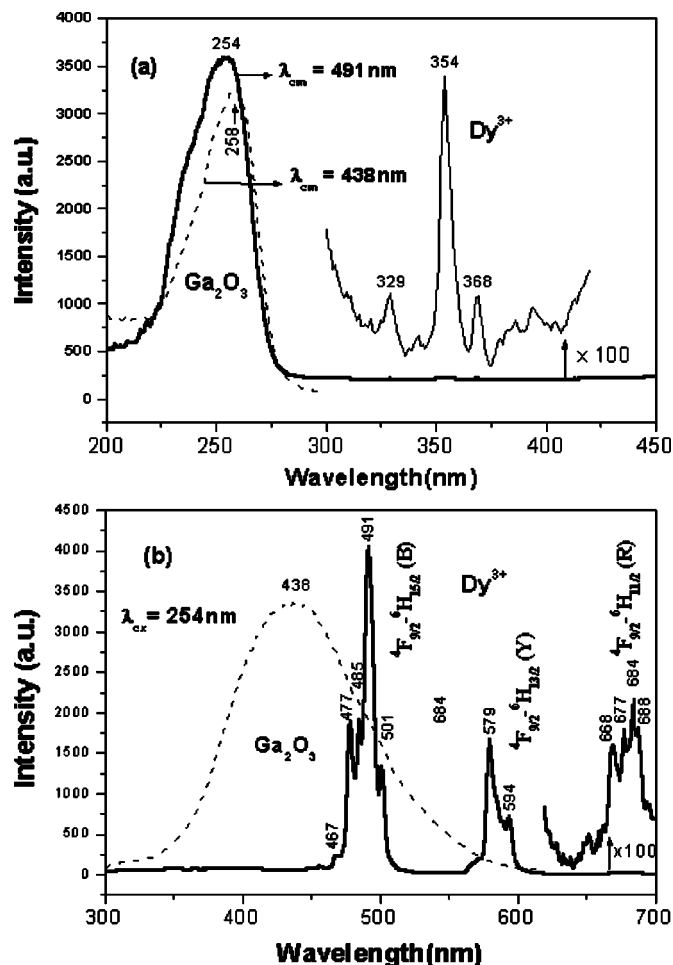 4000
3500
3000
2500
2000
1500
1000
500
0
Intensity (a.u.)
(a)
254
λem = 491 nm
258
λem = 438nm
Ga2O3
354
Dy3+
329
368
× 100
200 250 300 350 400 450
Wavelength(nm)
4500
4000
3500
3000
2500
2000
1500
1000
500
0
Intensity (a.u.)
(b)
438
λex = 254nm
Ga2O3
467
477
485
491
501
4F9/2-6H15/2 (B)
Dy3+
684
579
594
4F9/2-6H13/2 (Y)
4F9/2-6H11/2 (R)
668
677
684
688
x100
300 400 500 600 700
Wavelength(nm)